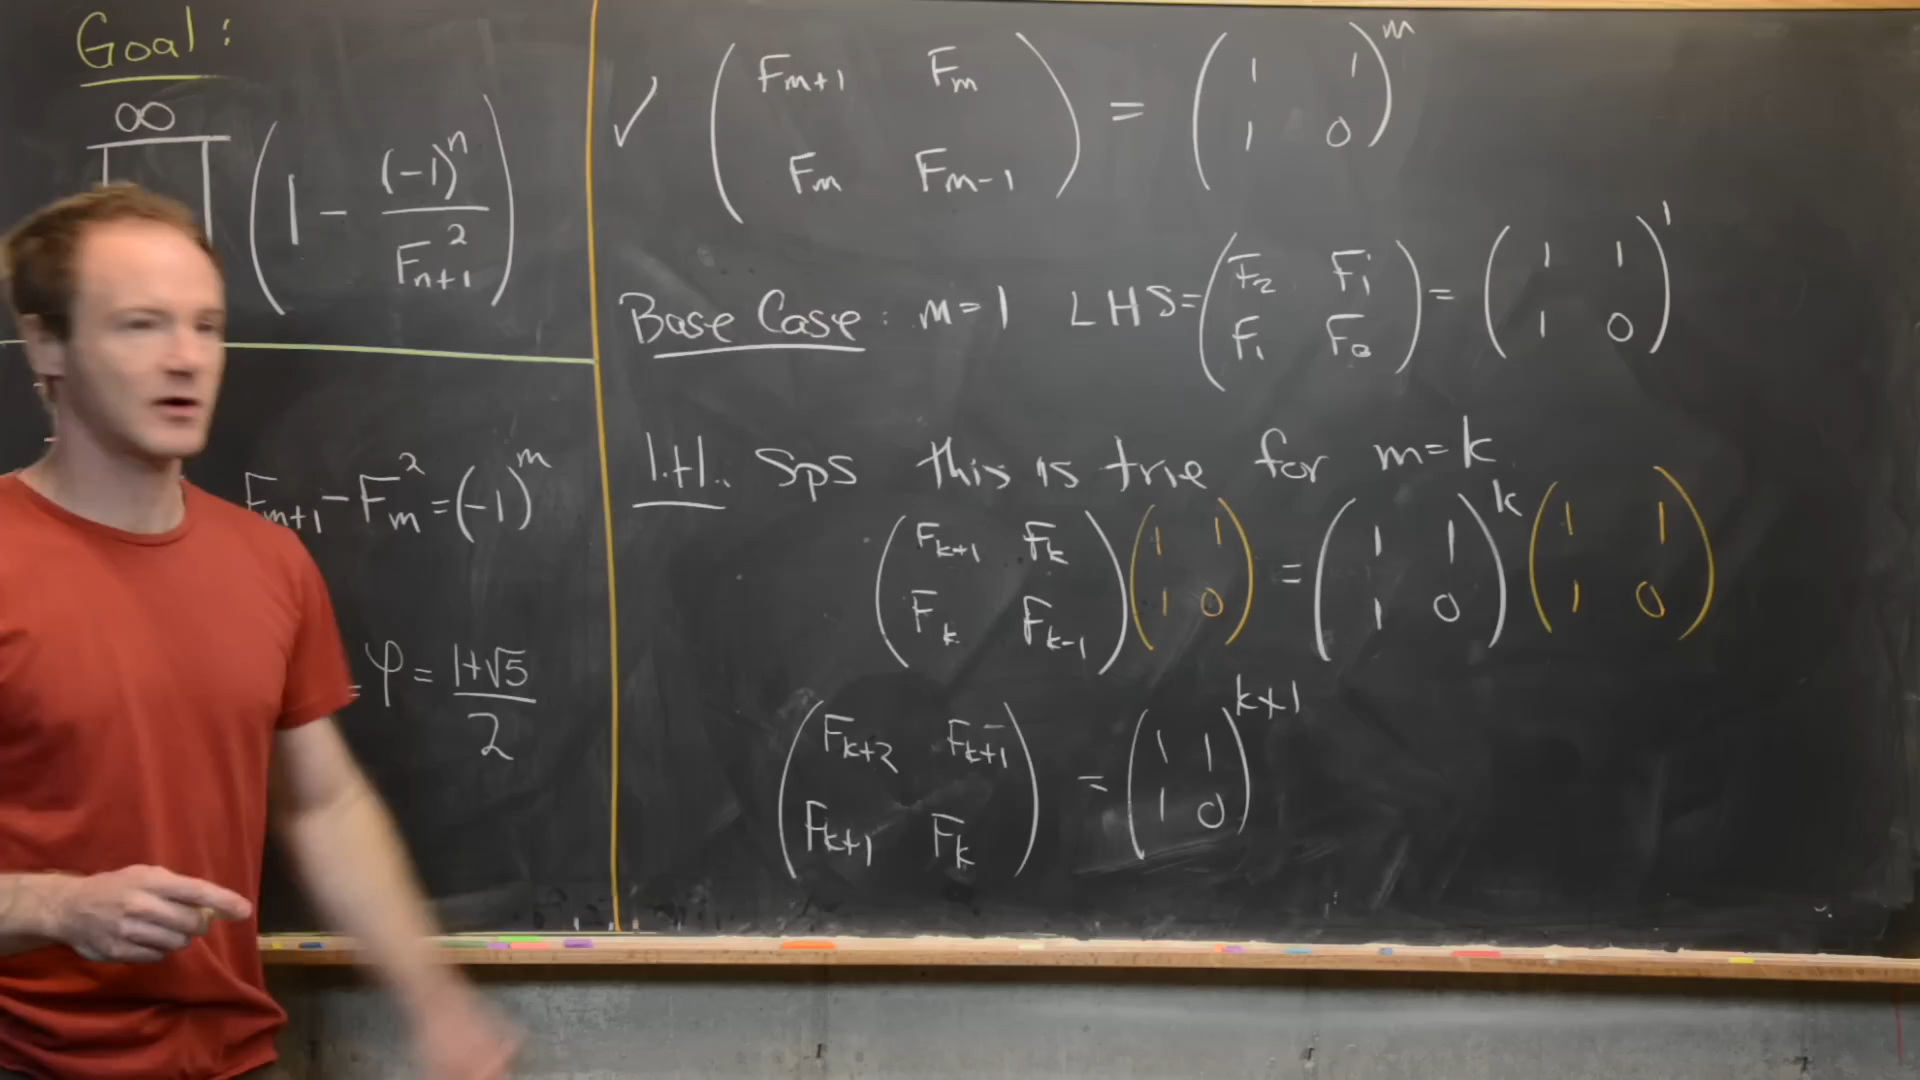 Goal:
∞
(1 - (-1)^n / F_{n+1}^2)
F_{m+1} - F_m^2 = (-1)^m
= φ = (1+√5)/2
✓ (F_{m+1} F_m; F_m F_{m-1}) = (1 1; 1 0)^m
Base Case: m=1 LHS = (F_2 F_1; F_1 F_0) = (1 1; 1 0)^1
I.H. Sps this is true for m=k
(F_{k+1} F_k; F_k F_{k-1}) (1 1; 1 0) = (1 1; 1 0)^k (1 1; 1 0)
(F_{k+2} F_{k+1}; F_{k+1} F_k) = (1 1; 1 0)^{k+1}